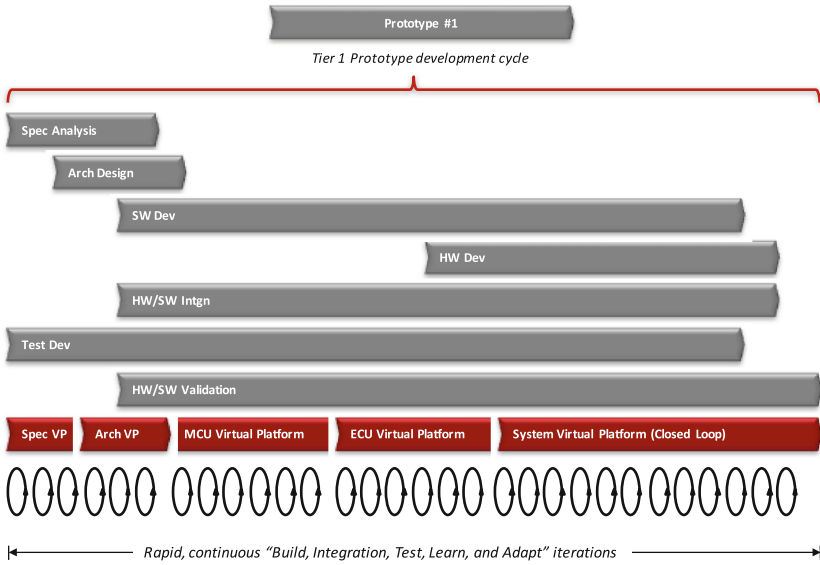 Prototype #1
Tier 1 Prototype development cycle
Spec Analysis
Arch Design
SW Dev
HW Dev
HW/SW Intgn
Test Dev
HW/SW Validation
Spec VP
Arch VP
MCU Virtual Platform
ECU Virtual Platform
System Virtual Platform (Closed Loop)
Rapid, continuous “Build, Integration, Test, Learn, and Adapt” iterations